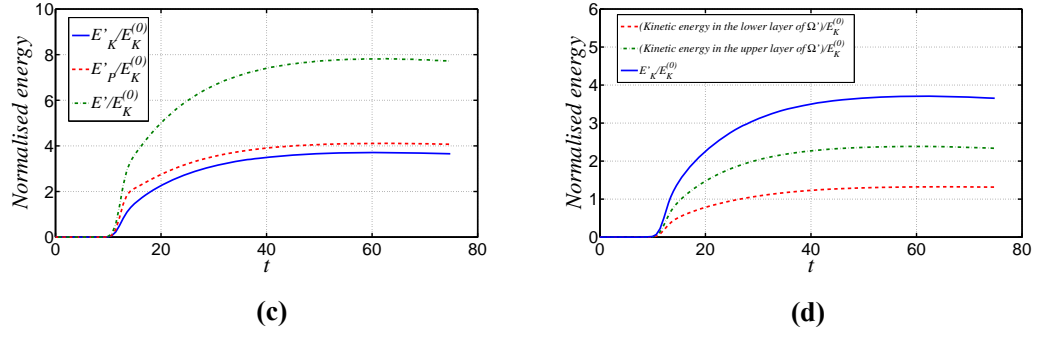 10
8
6
4
2
0
Normalised energy
E'_K/E_K^{(0)}
E'_P/E_K^{(0)}
E'/E_K^{(0)}
0 20 40 60 80
t
(c)
6
5
4
3
2
1
0
Normalised energy
(Kinetic energy in the lower layer of Ω')/E_K^{(0)}
(Kinetic energy in the upper layer of Ω')/E_K^{(0)}
E'_K/E_K^{(0)}
0 20 40 60 80
t
(d)